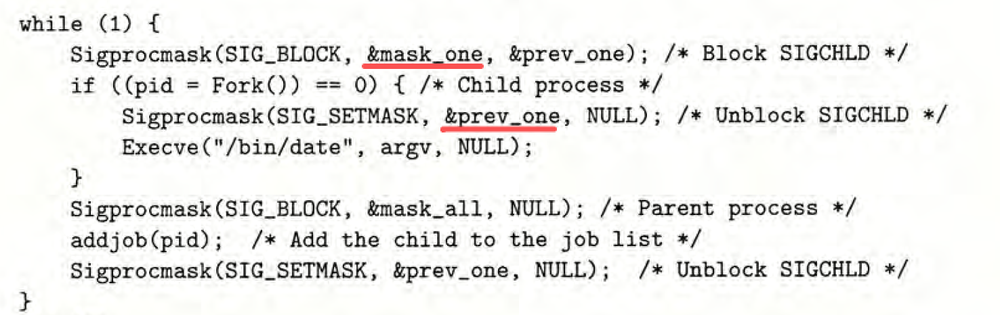 while (1) {
Sigprocmask(SIG_BLOCK, &mask_one, &prev_one); /* Block SIGCHLD */
if ((pid = Fork()) == 0) { /* Child process */
Sigprocmask(SIG_SETMASK, &prev_one, NULL); /* Unblock SIGCHLD */
Execve("/bin/date", argv, NULL);
}
Sigprocmask(SIG_BLOCK, &mask_all, NULL); /* Parent process */
addjob(pid); /* Add the child to the job list */
Sigprocmask(SIG_SETMASK, &prev_one, NULL); /* Unblock SIGCHLD */
}